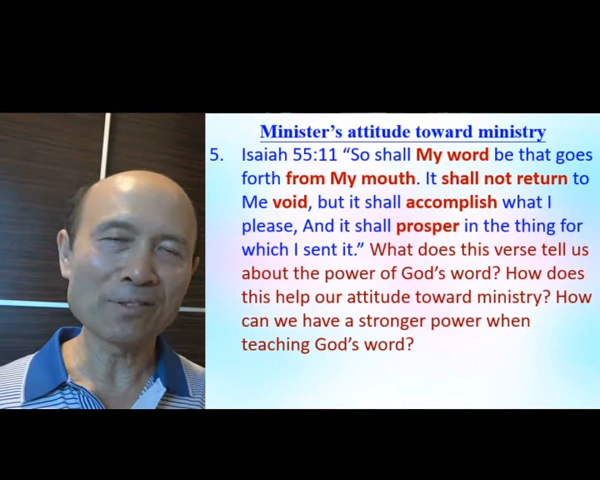 Minister's attitude toward ministry
5. Isaiah 55:11 “So shall My word be that goes
forth from My mouth. It shall not return to
Me void, but it shall accomplish what I
please, And it shall prosper in the thing for
which I sent it.” What does this verse tell us
about the power of God's word? How does
this help our attitude toward ministry? How
can we have a stronger power when
teaching God's word?